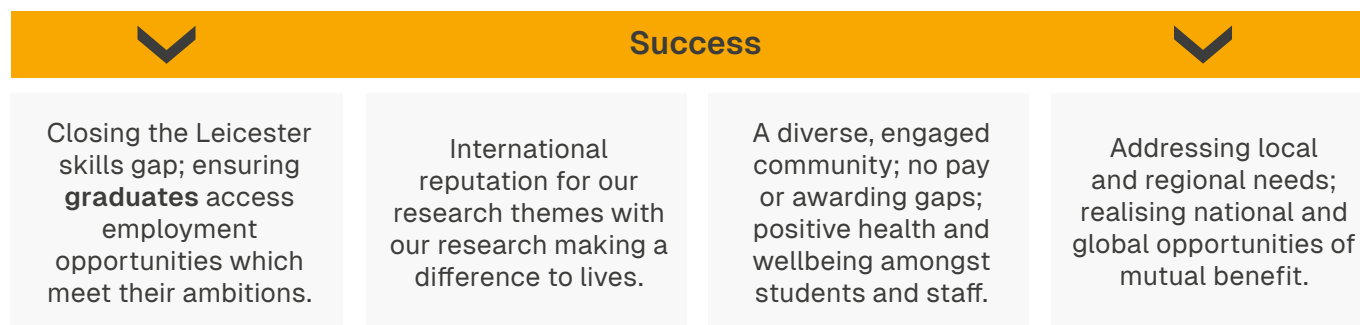 Success
Closing the Leicester
skills gap; ensuring
graduates access
employment
opportunities which
meet their ambitions.
International
reputation for our
research themes with
our research making a
difference to lives.
A diverse, engaged
community; no pay
or awarding gaps;
positive health and
wellbeing amongst
students and staff.
Addressing local
and regional needs;
realising national and
global opportunities of
mutual benefit.